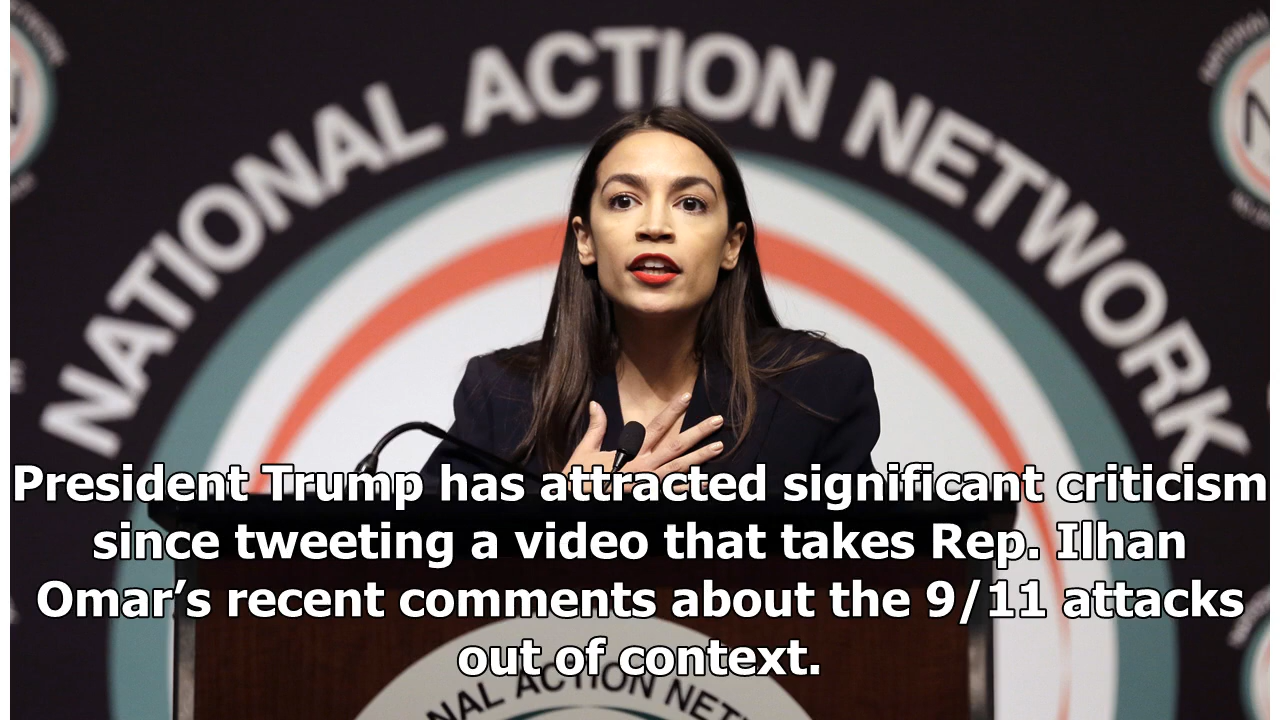 NATIONAL ACTION NETWORK
President Trump has attracted significant criticism
since tweeting a video that takes Rep. Ilhan
Omar’s recent comments about the 9/11 attacks
out of context.
NAL ACTION NET